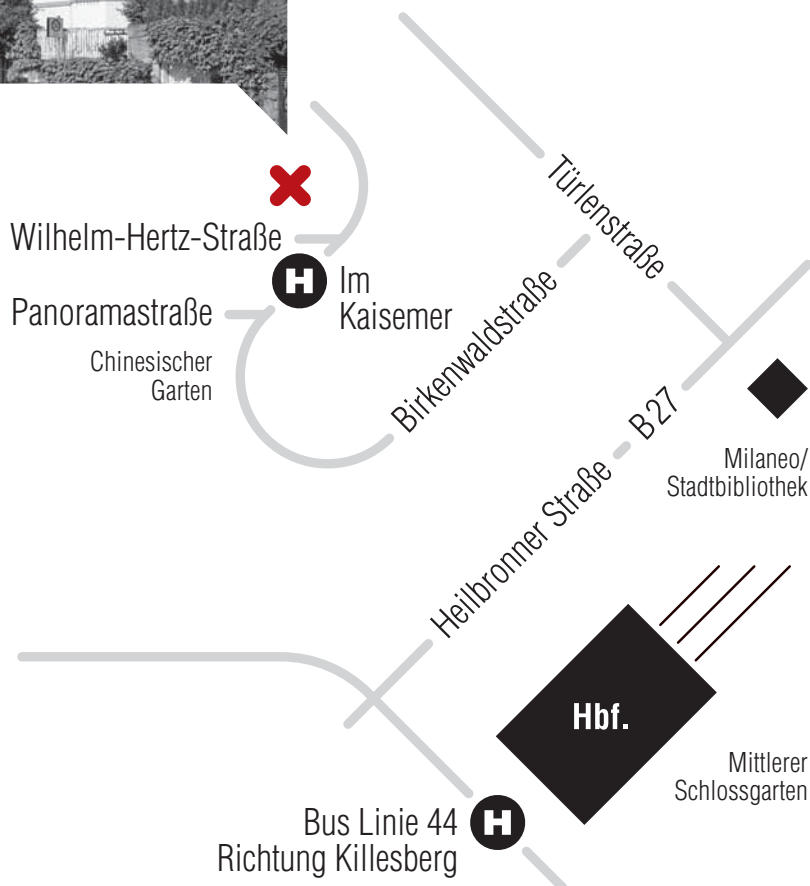 Türlenstraße
Wilhelm-Hertz-Straße
H
Im
Kaisemer
Panoramastraße
Chinesischer
Garten
Birkenwaldstraße
B27
Milaneo/
Stadtbibliothek
Heilbronner Straße
Hbf.
Mittlerer
Schlossgarten
Bus Linie 44
Richtung Killesberg
H